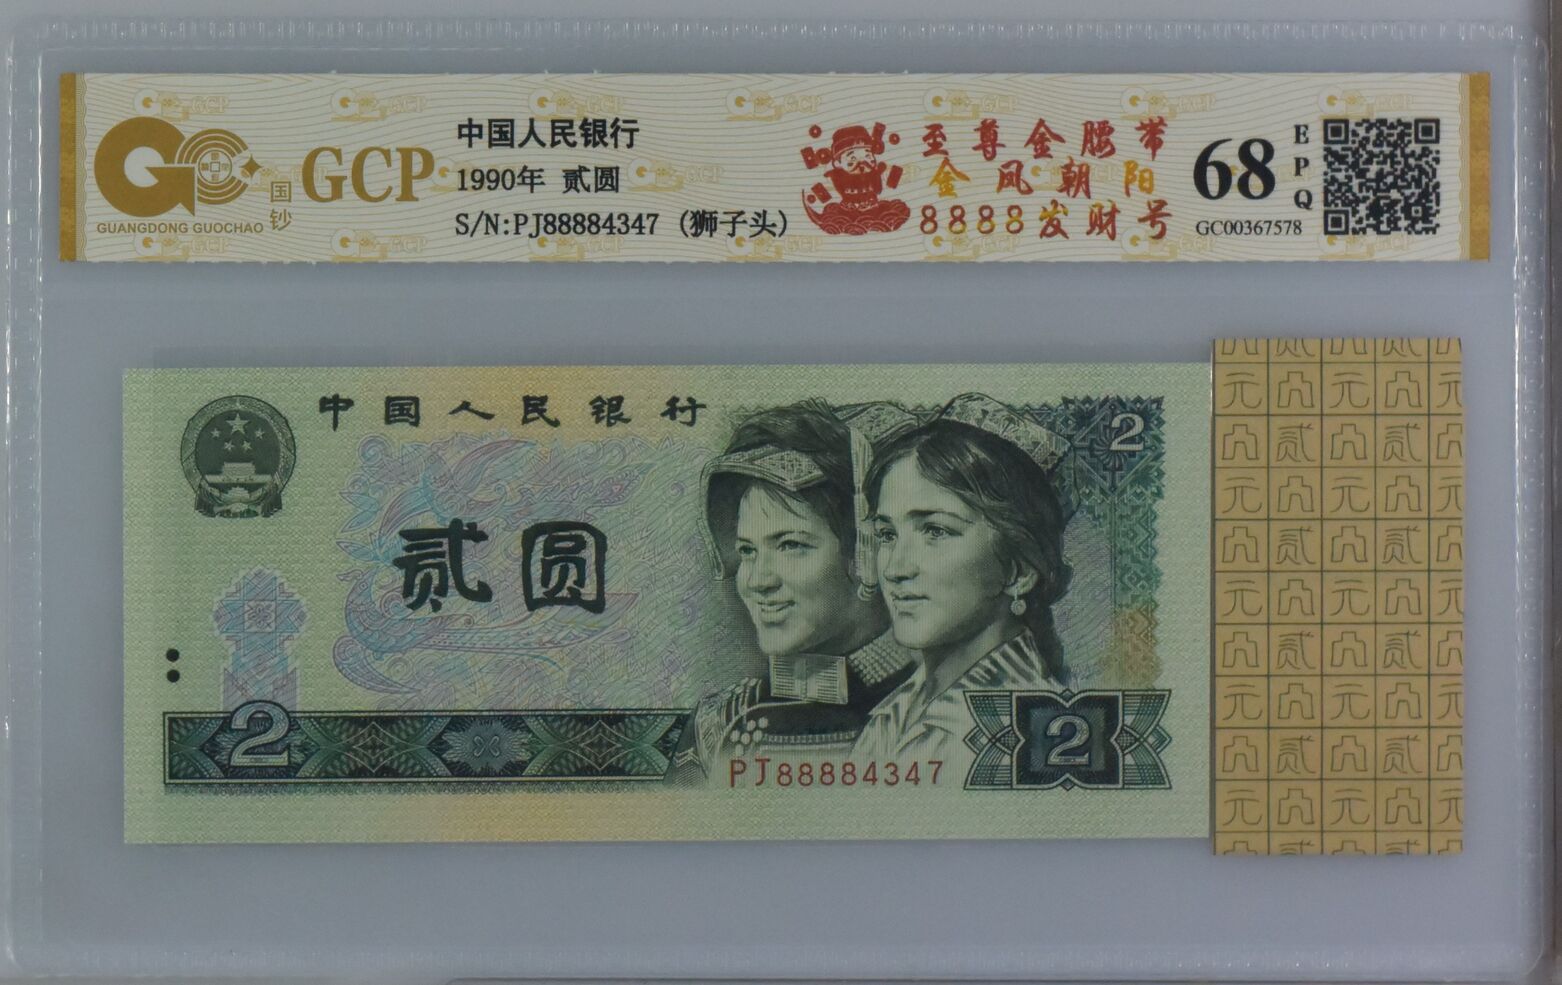 GUANGDONG GUOCHAO
国钞
GCP
中国人民银行
1990年 贰圆
S/N:PJ88884347 (狮子头)
至尊金腰带
金凤朝阳
8888发财号
68
EPQ
GC00367578
中国人民银行
2
贰圆
2
PJ88884347
2